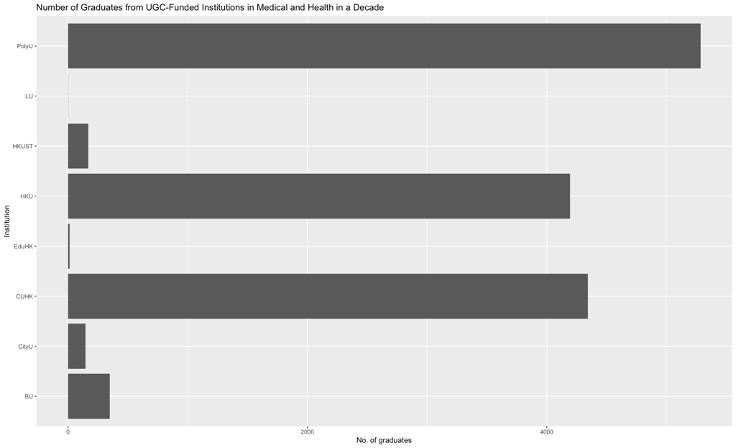 Number of Graduates from UGC-Funded Institutions in Medical and Health in a Decade
Institution
PolyU
LU
HKUST
HKU
EduHK
CUHK
CityU
BU
0
2000
4000
No. of graduates